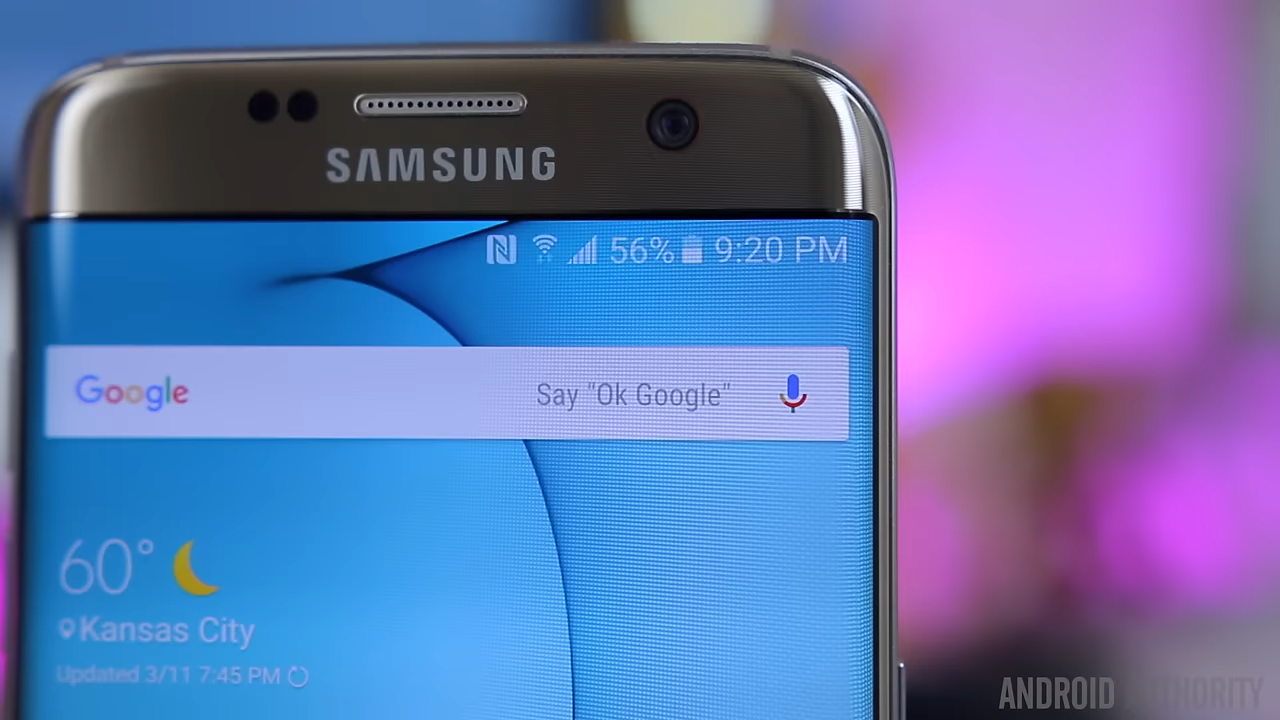 SAMSUNG
56% 9:20 PM
Google Say "Ok Google"
60°
Kansas City
Updated 3/11 7:45 PM
ANDROID AUTHORITY